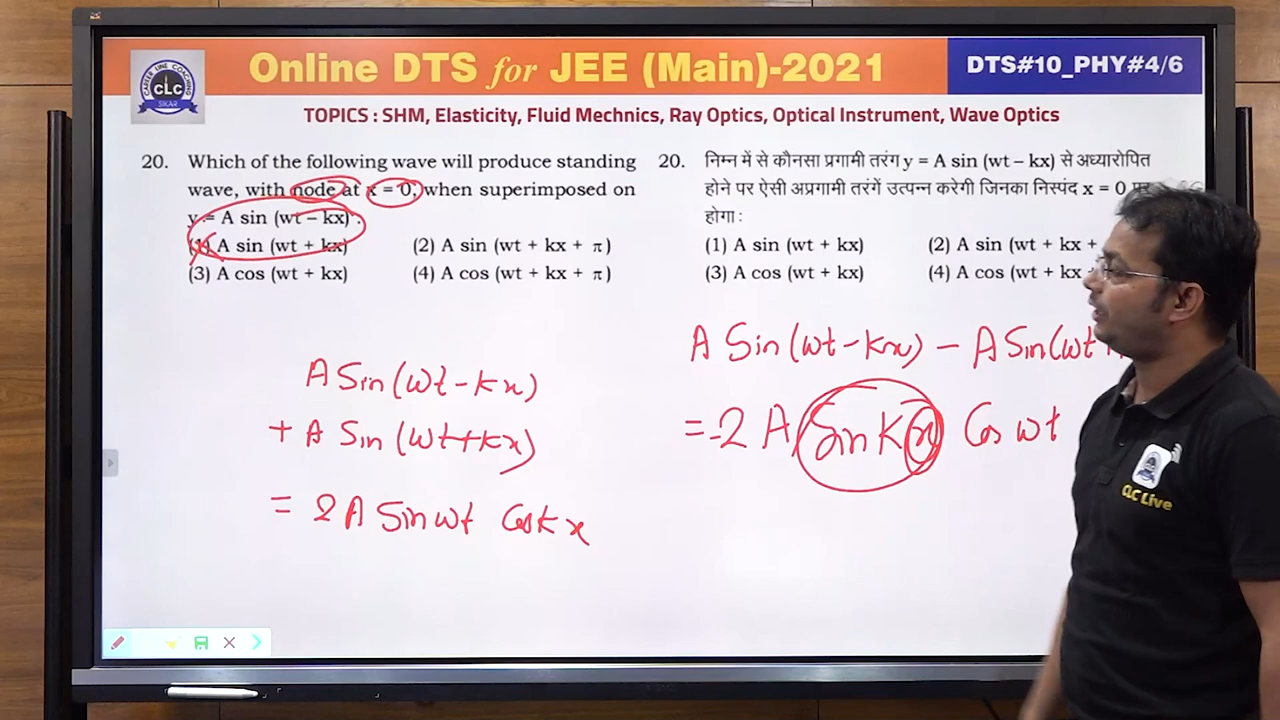 Online DTS for JEE (Main)-2021
DTS#10_PHY#4/6
CAREER LINE COACHING
CLC
SIKAR
TOPICS : SHM, Elasticity, Fluid Mechnics, Ray Optics, Optical Instrument, Wave Optics
20. Which of the following wave will produce standing
wave, with node at x = 0, when superimposed on
y = A sin (wt – kx) .
(1) A sin (wt + kx) (2) A sin (wt + kx + π)
(3) A cos (wt + kx) (4) A cos (wt + kx + π)
20. निम्न में से कौनसा प्रगामी तरंग y = A sin (wt – kx) से अध्यारोपित
होने पर ऐसी अप्रगामी तरंगें उत्पन्न करेगी जिनका निस्पंद x = 0 पर
होगा :
(1) A sin (wt + kx) (2) A sin (wt + kx +
(3) A cos (wt + kx) (4) A cos (wt + kx
A Sin (wt - kx)
+ A Sin (wt + kx)
= 2 A Sin wt Cos kx
A Sin (wt - kx) - A Sin (wt
= -2 A Sin kx Cos wt
CLC Live